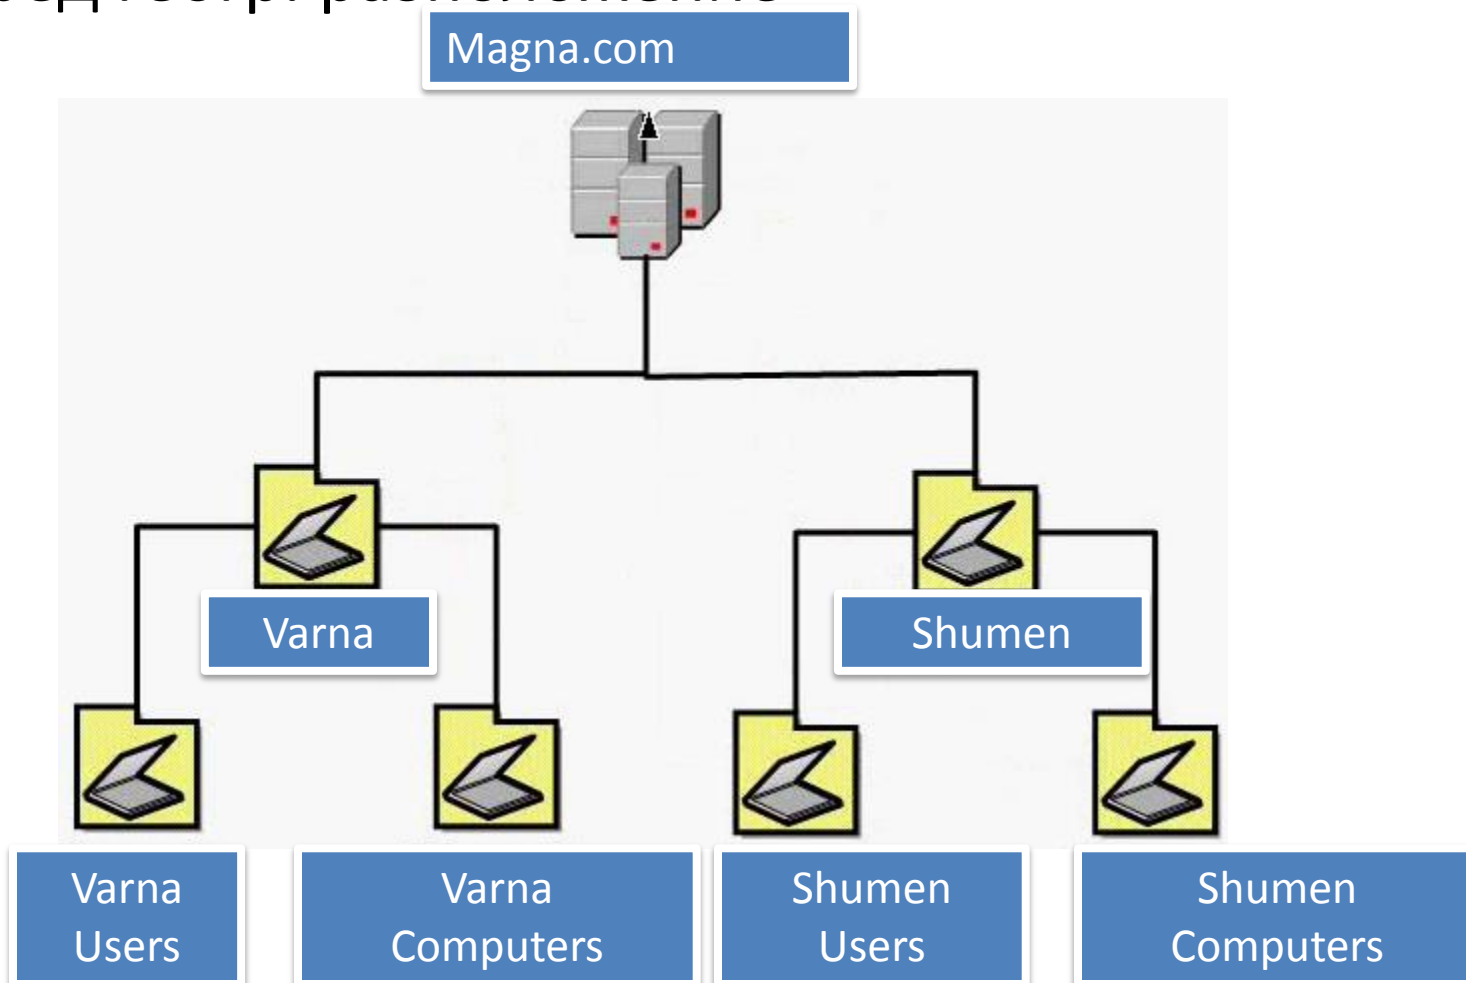 Magna.com
Varna
Shumen
Varna
Users
Varna
Computers
Shumen
Users
Shumen
Computers